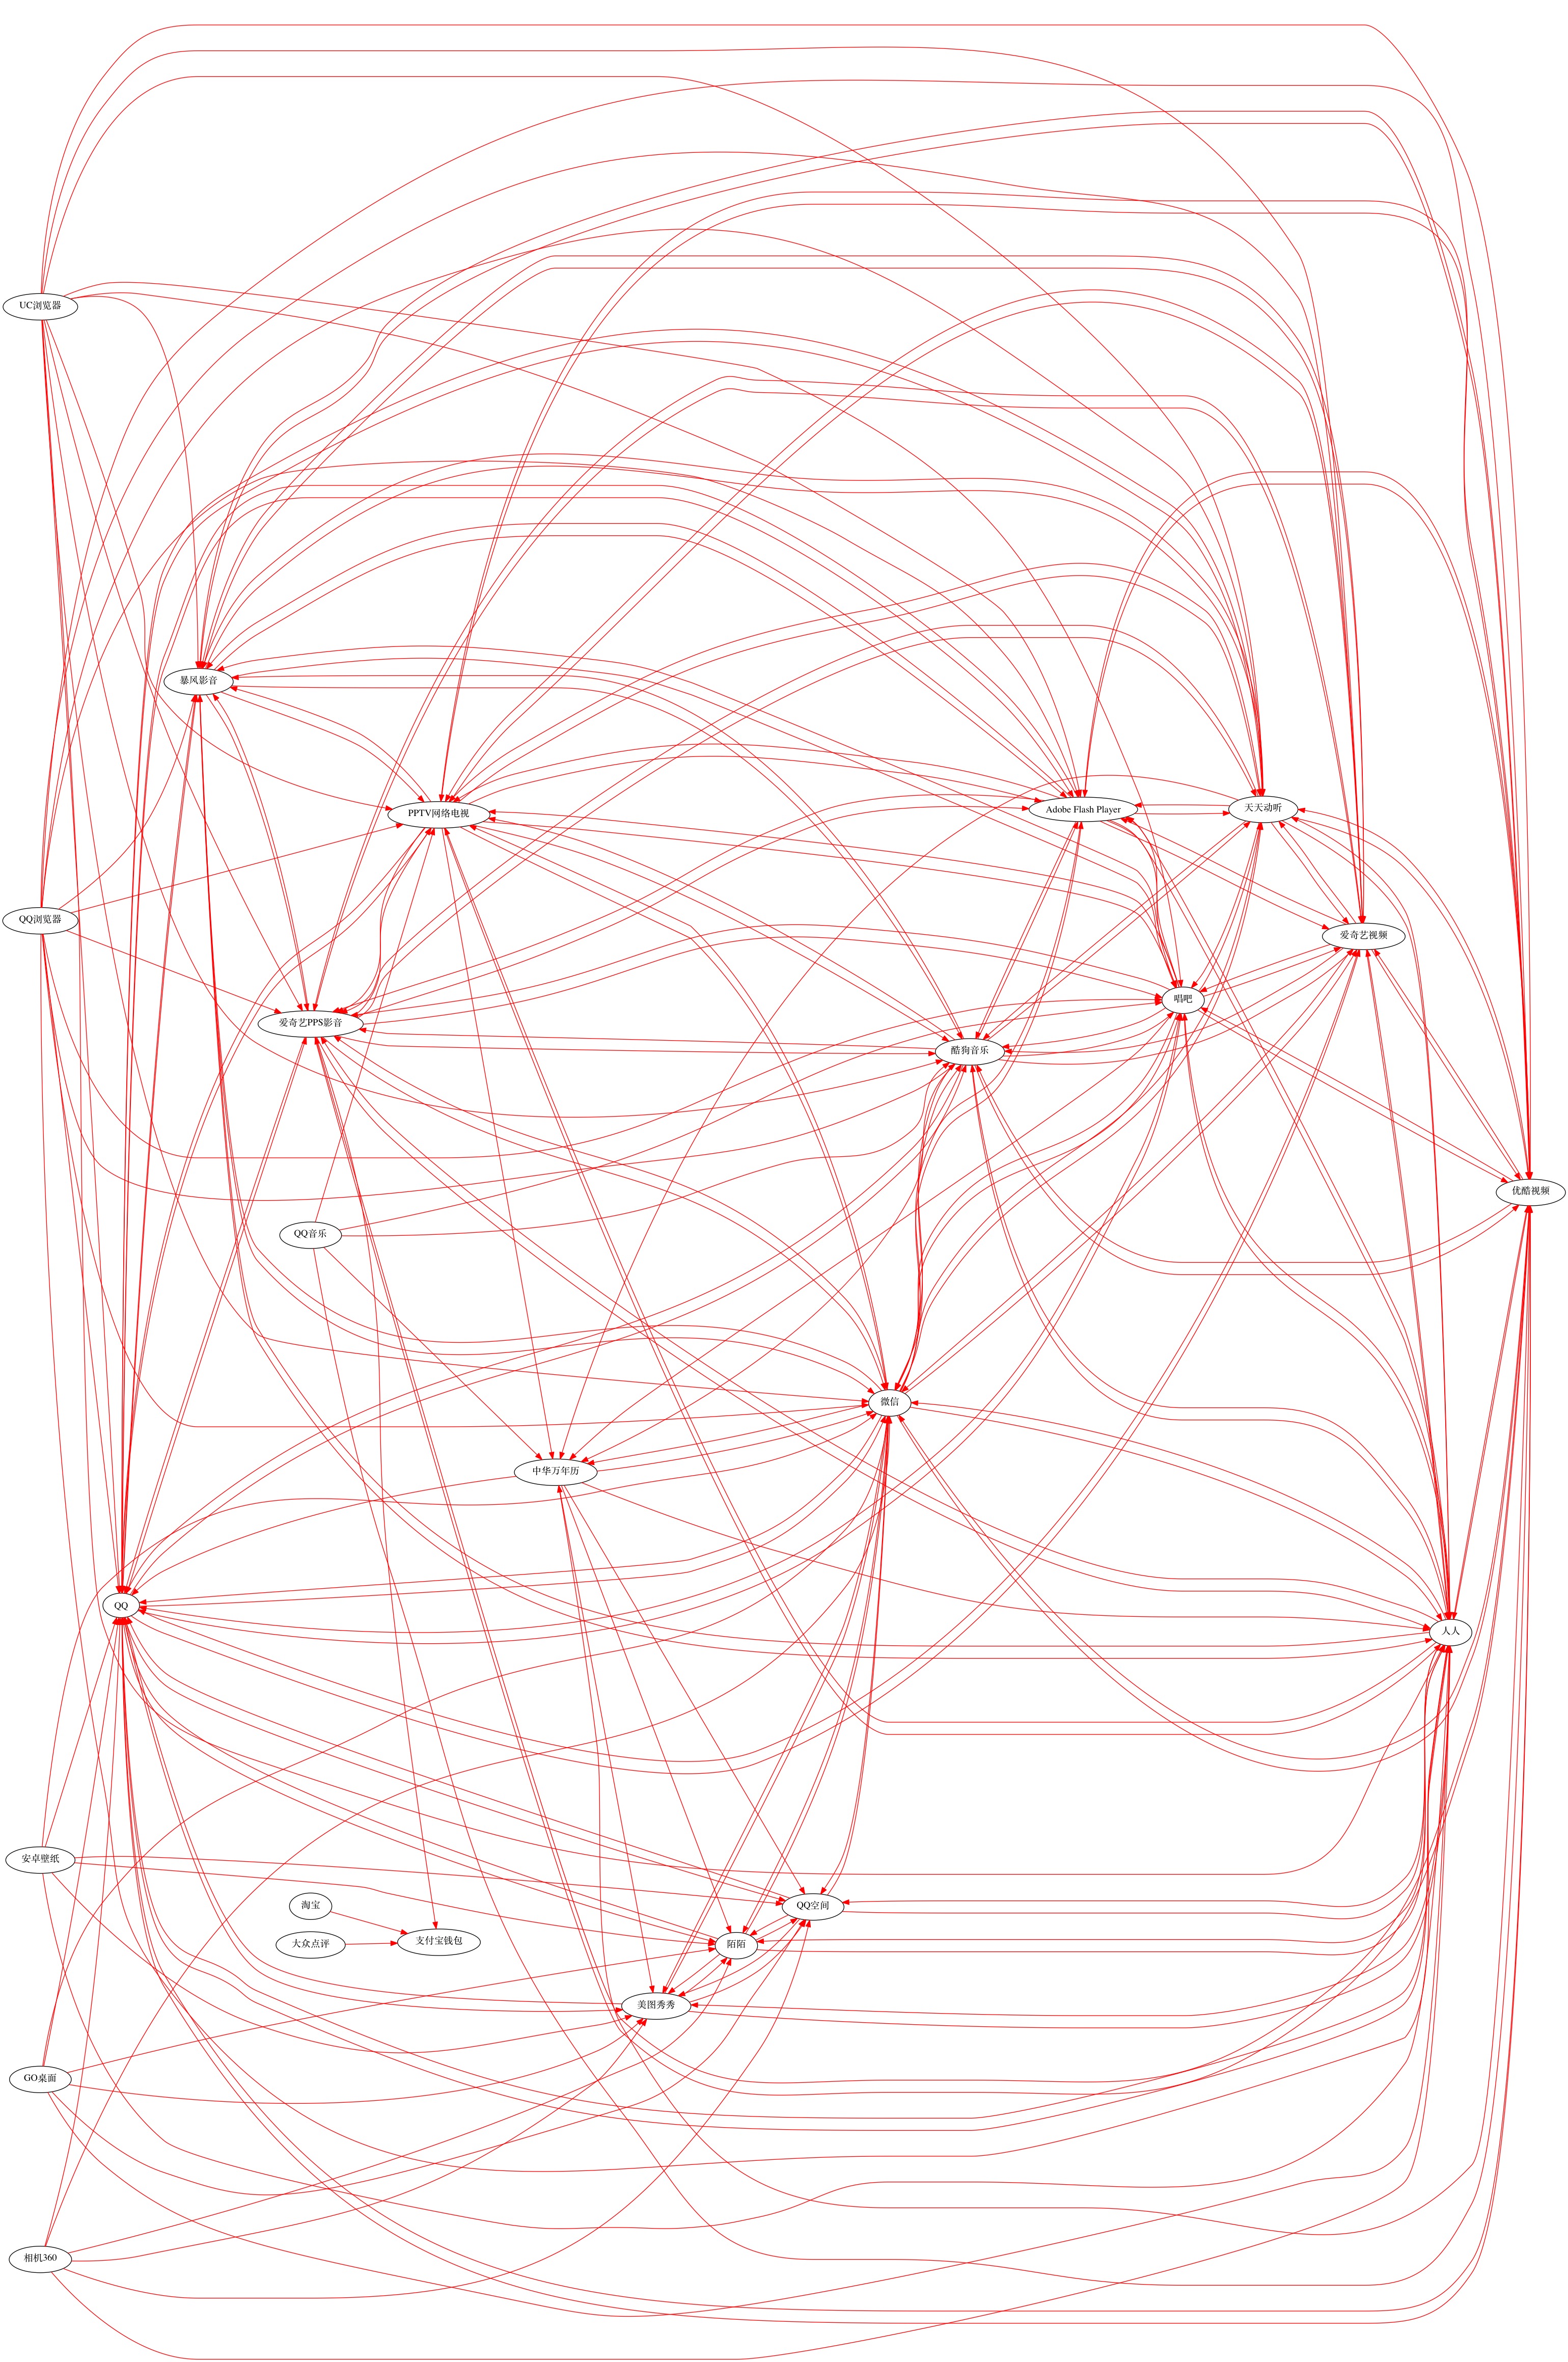 UC浏览器
暴风影音
PPTV网络电视
Adobe Flash Player
天天动听
QQ浏览器
爱奇艺视频
唱吧
爱奇艺PPS影音
酷狗音乐
优酷视频
QQ音乐
微信
中华万年历
QQ
人人
安卓壁纸
淘宝
QQ空间
大众点评
支付宝钱包
陌陌
美图秀秀
GO桌面
相机360